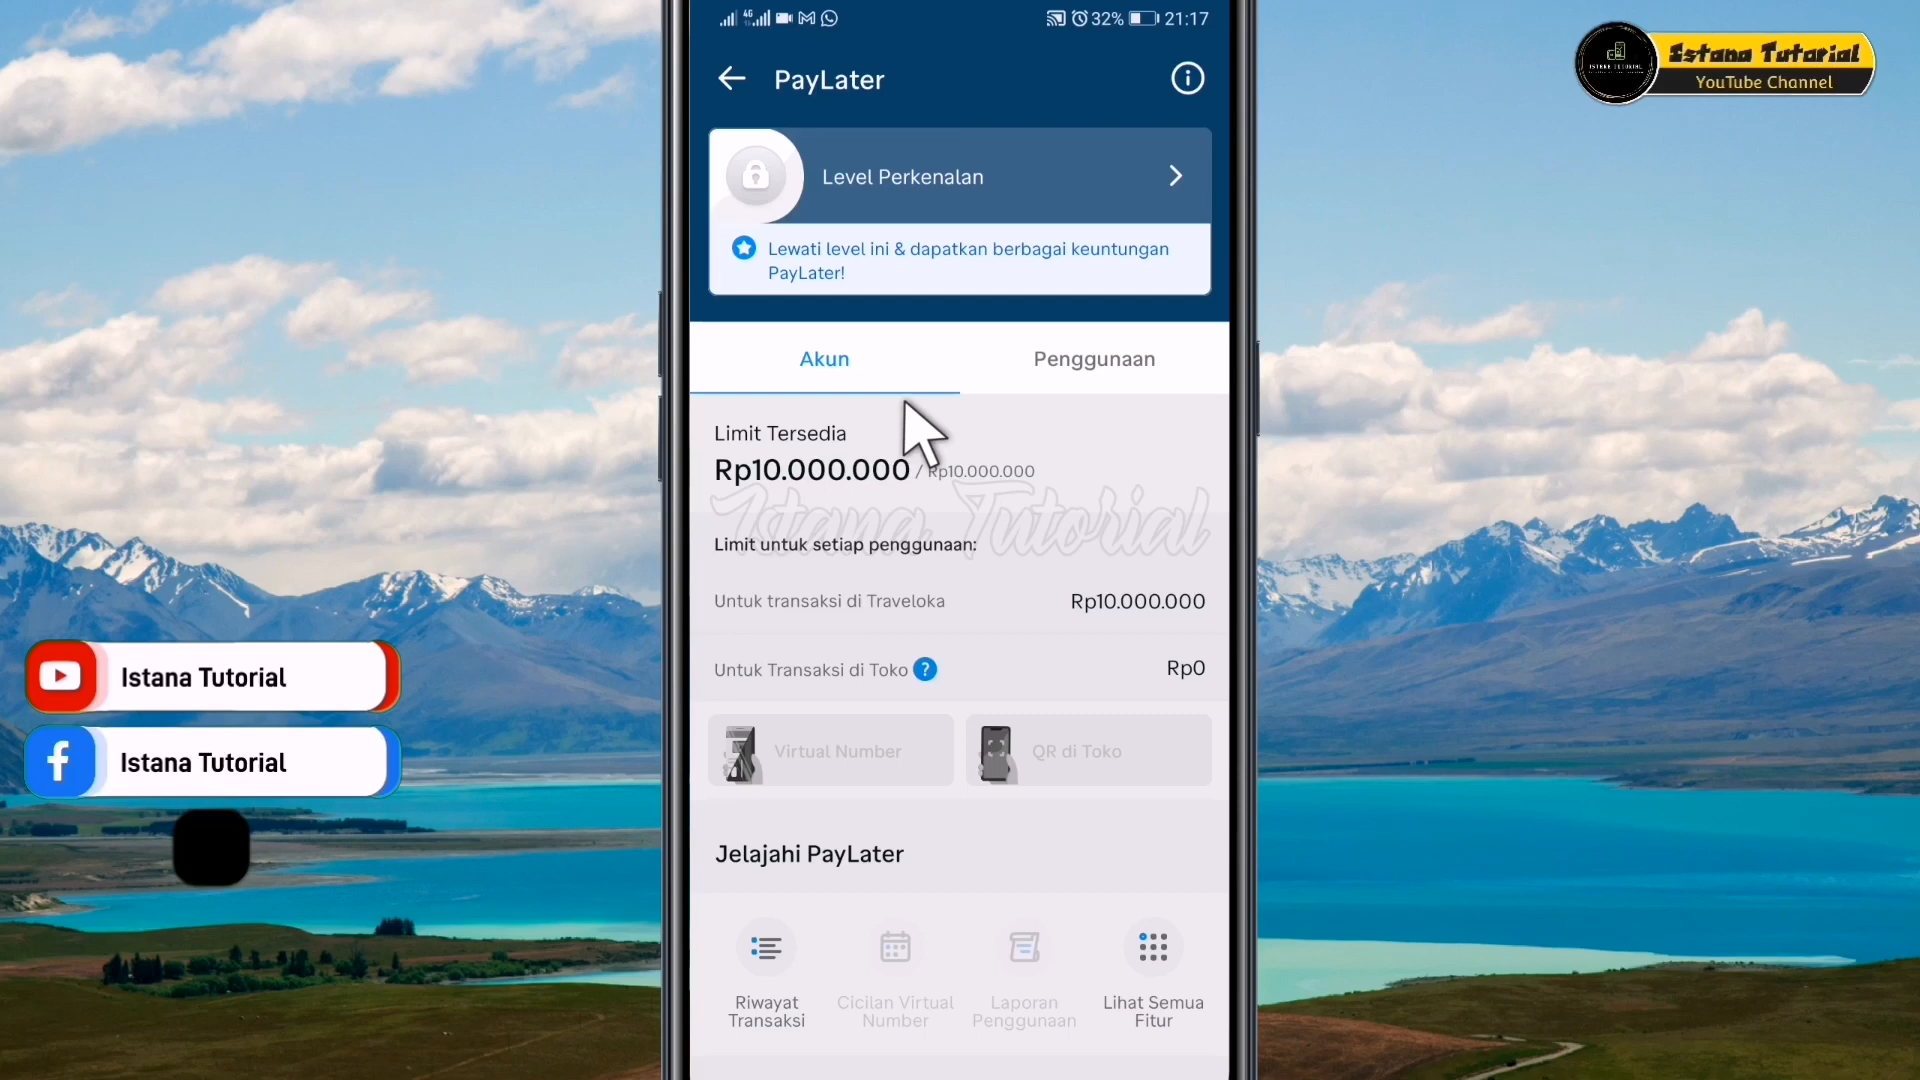 4G
32%
21:17
PayLater
Level Perkenalan
Lewati level ini & dapatkan berbagai keuntungan
PayLater!
Akun
Penggunaan
Limit Tersedia
Rp10.000.000 / Rp10.000.000
Istana Tutorial
Limit untuk setiap penggunaan:
Untuk transaksi di Traveloka
Rp10.000.000
Untuk Transaksi di Toko ?
Rp0
Virtual Number
QR di Toko
Jelajahi PayLater
Riwayat
Transaksi
Cicilan Virtual
Number
Laporan
Penggunaan
Lihat Semua
Fitur
Istana Tutorial
YouTube Channel
ISTANA TUTORIAL
Istana Tutorial
Istana Tutorial